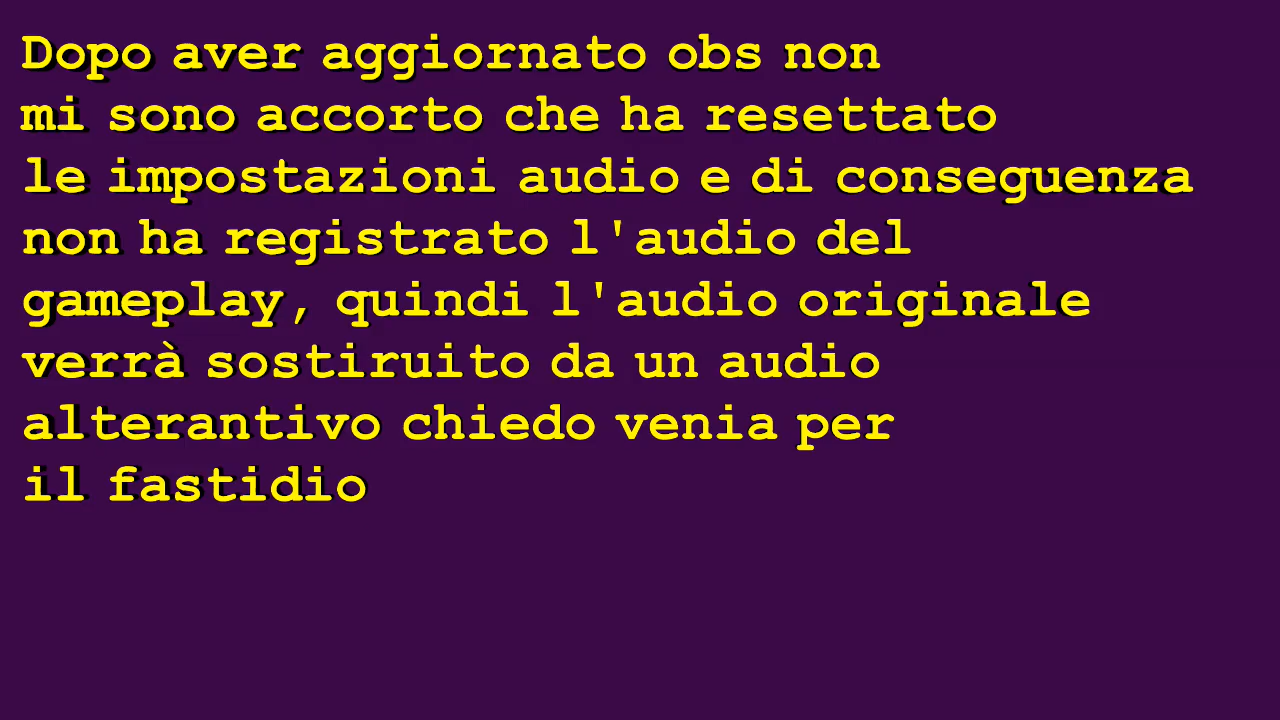 Dopo aver aggiornato obs non
mi sono accorto che ha resettato
le impostazioni audio e di conseguenza
non ha registrato l'audio del
gameplay, quindi l'audio originale
verrà sostiruito da un audio
alterantivo chiedo venia per
il fastidio